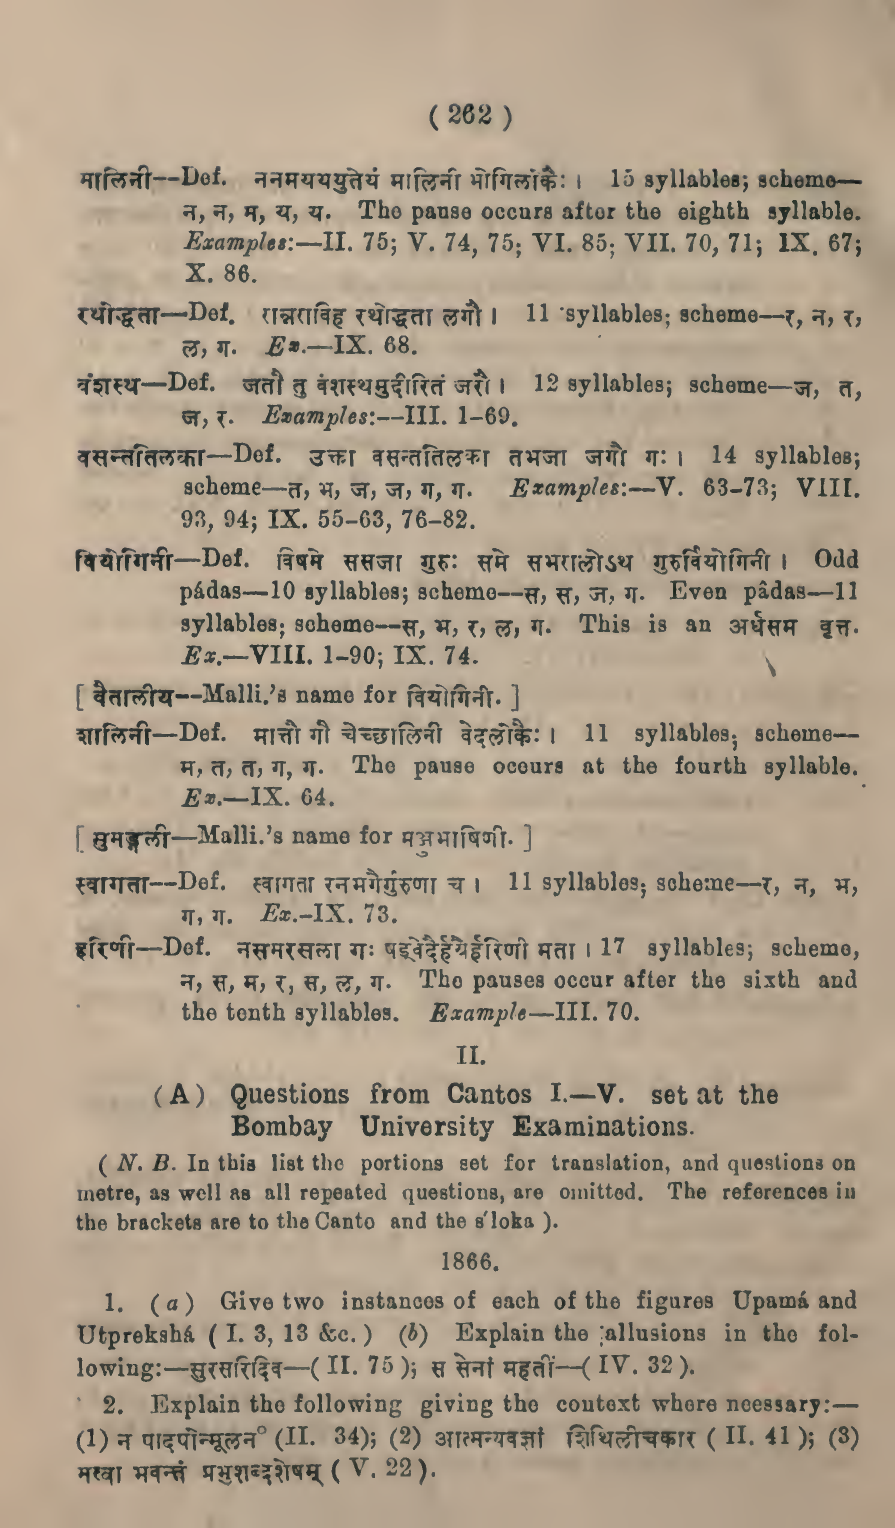 ( 262 )
मालिनी--Def. ननमयययुतेयं मालिनी भोगिलोकैः । 15 syllables; scheme—
न, न, म, य, य. The pause occurs after the eighth syllable.
Examples:—II. 75; V. 74, 75; VI. 85; VII. 70, 71; IX. 67;
X. 86.
रथोद्धता—Def. रान्नराविह रथोद्धता लगौ । 11 syllables; scheme—र, न, र,
ल, ग. Ex.—IX. 68.
वंशस्थ—Def. जतौ तु वंशस्थमुदीरितं जरौ । 12 syllables; scheme—ज, त,
ज, र. Examples:--III. 1-69.
वसन्ततिलका—Def. उक्ता वसन्ततिलका तभजा जगौ गः । 14 syllables;
scheme—त, भ, ज, ज, ग, ग. Examples:—V. 63-73; VIII.
93, 94; IX. 55-63, 76-82.
वियोगिनी—Def. विषमे ससजा गुरुः समे सभरालोऽथ गुरुर्वियोगिनी । Odd
pádas—10 syllables; scheme--स, स, ज, ग. Even pâdas—11
syllables; scheme--स, भ, र, ल, ग. This is an अर्धसम वृत्त.
Ex.—VIII. 1-90; IX. 74.
[ वैतालीय--Malli.'s name for वियोगिनी. ]
शालिनी—Def. मात्तौ गौ चेच्छालिनी वेदलोकैः । 11 syllables; scheme--
म, त, त, ग, ग. The pause occurs at the fourth syllable.
Ex.—IX. 64.
[ सुमङ्गली—Malli.'s name for मञ्जुभाषिणी. ]
स्वागता--Def. स्वागता रनभगैर्गुरुणा च । 11 syllables; scheme—र, न, भ,
ग, ग. Ex.-IX. 73.
हरिणी—Def. नसमरसला गः षड्वेदैर्हयैर्हरिणी मता । 17 syllables; scheme,
न, स, म, र, स, ल, ग. The pauses occur after the sixth and
the tenth syllables. Example—III. 70.
II.
(A) Questions from Cantos I.—V. set at the
Bombay University Examinations.
( N. B. In this list the portions set for translation, and questions on
metre, as well as all repeated questions, are omitted. The references in
the brackets are to the Canto and the s'loka ).
1866.
1. (a) Give two instances of each of the figures Upamá and
Utprekshá ( I. 3, 13 &c. ) (b) Explain the allusions in the fol-
lowing:—सुरसरिदिव—( II. 75 ); स सेनां महतीं—( IV. 32 ).
2. Explain the following giving the context where neessary:—
(1) न पादपोन्मूलन° (II. 34); (2) आत्मन्यवज्ञां शिथिलीचकार ( II. 41 ); (3)
मत्वा भवन्तं प्रभुशब्दशेषम् ( V. 22 ).